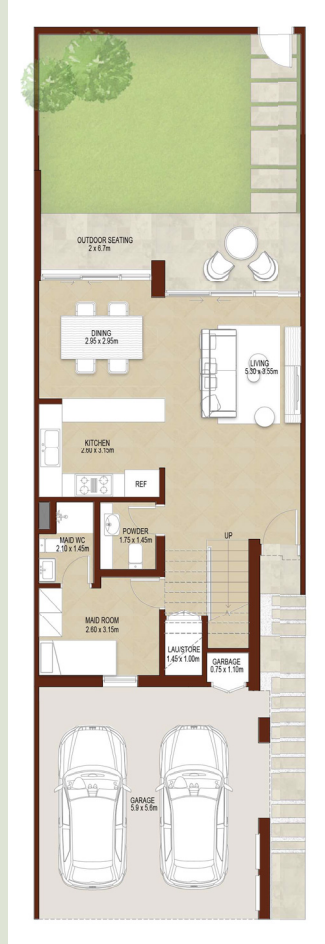 OUTDOOR SEATING
2 x 6.7m
DINING
2.95 x 2.95m
LIVING
5.30 x 3.55m
KITCHEN
2.60 x 3.15m
REF
POWDER
1.75 x 1.45m
MAID WC
2.10 x 1.45m
UP
MAID ROOM
2.60 x 3.15m
LAU/STORE
1.45 x 1.00m
GARBAGE
0.75 x 1.10m
GARAGE
5.9 x 5.6m